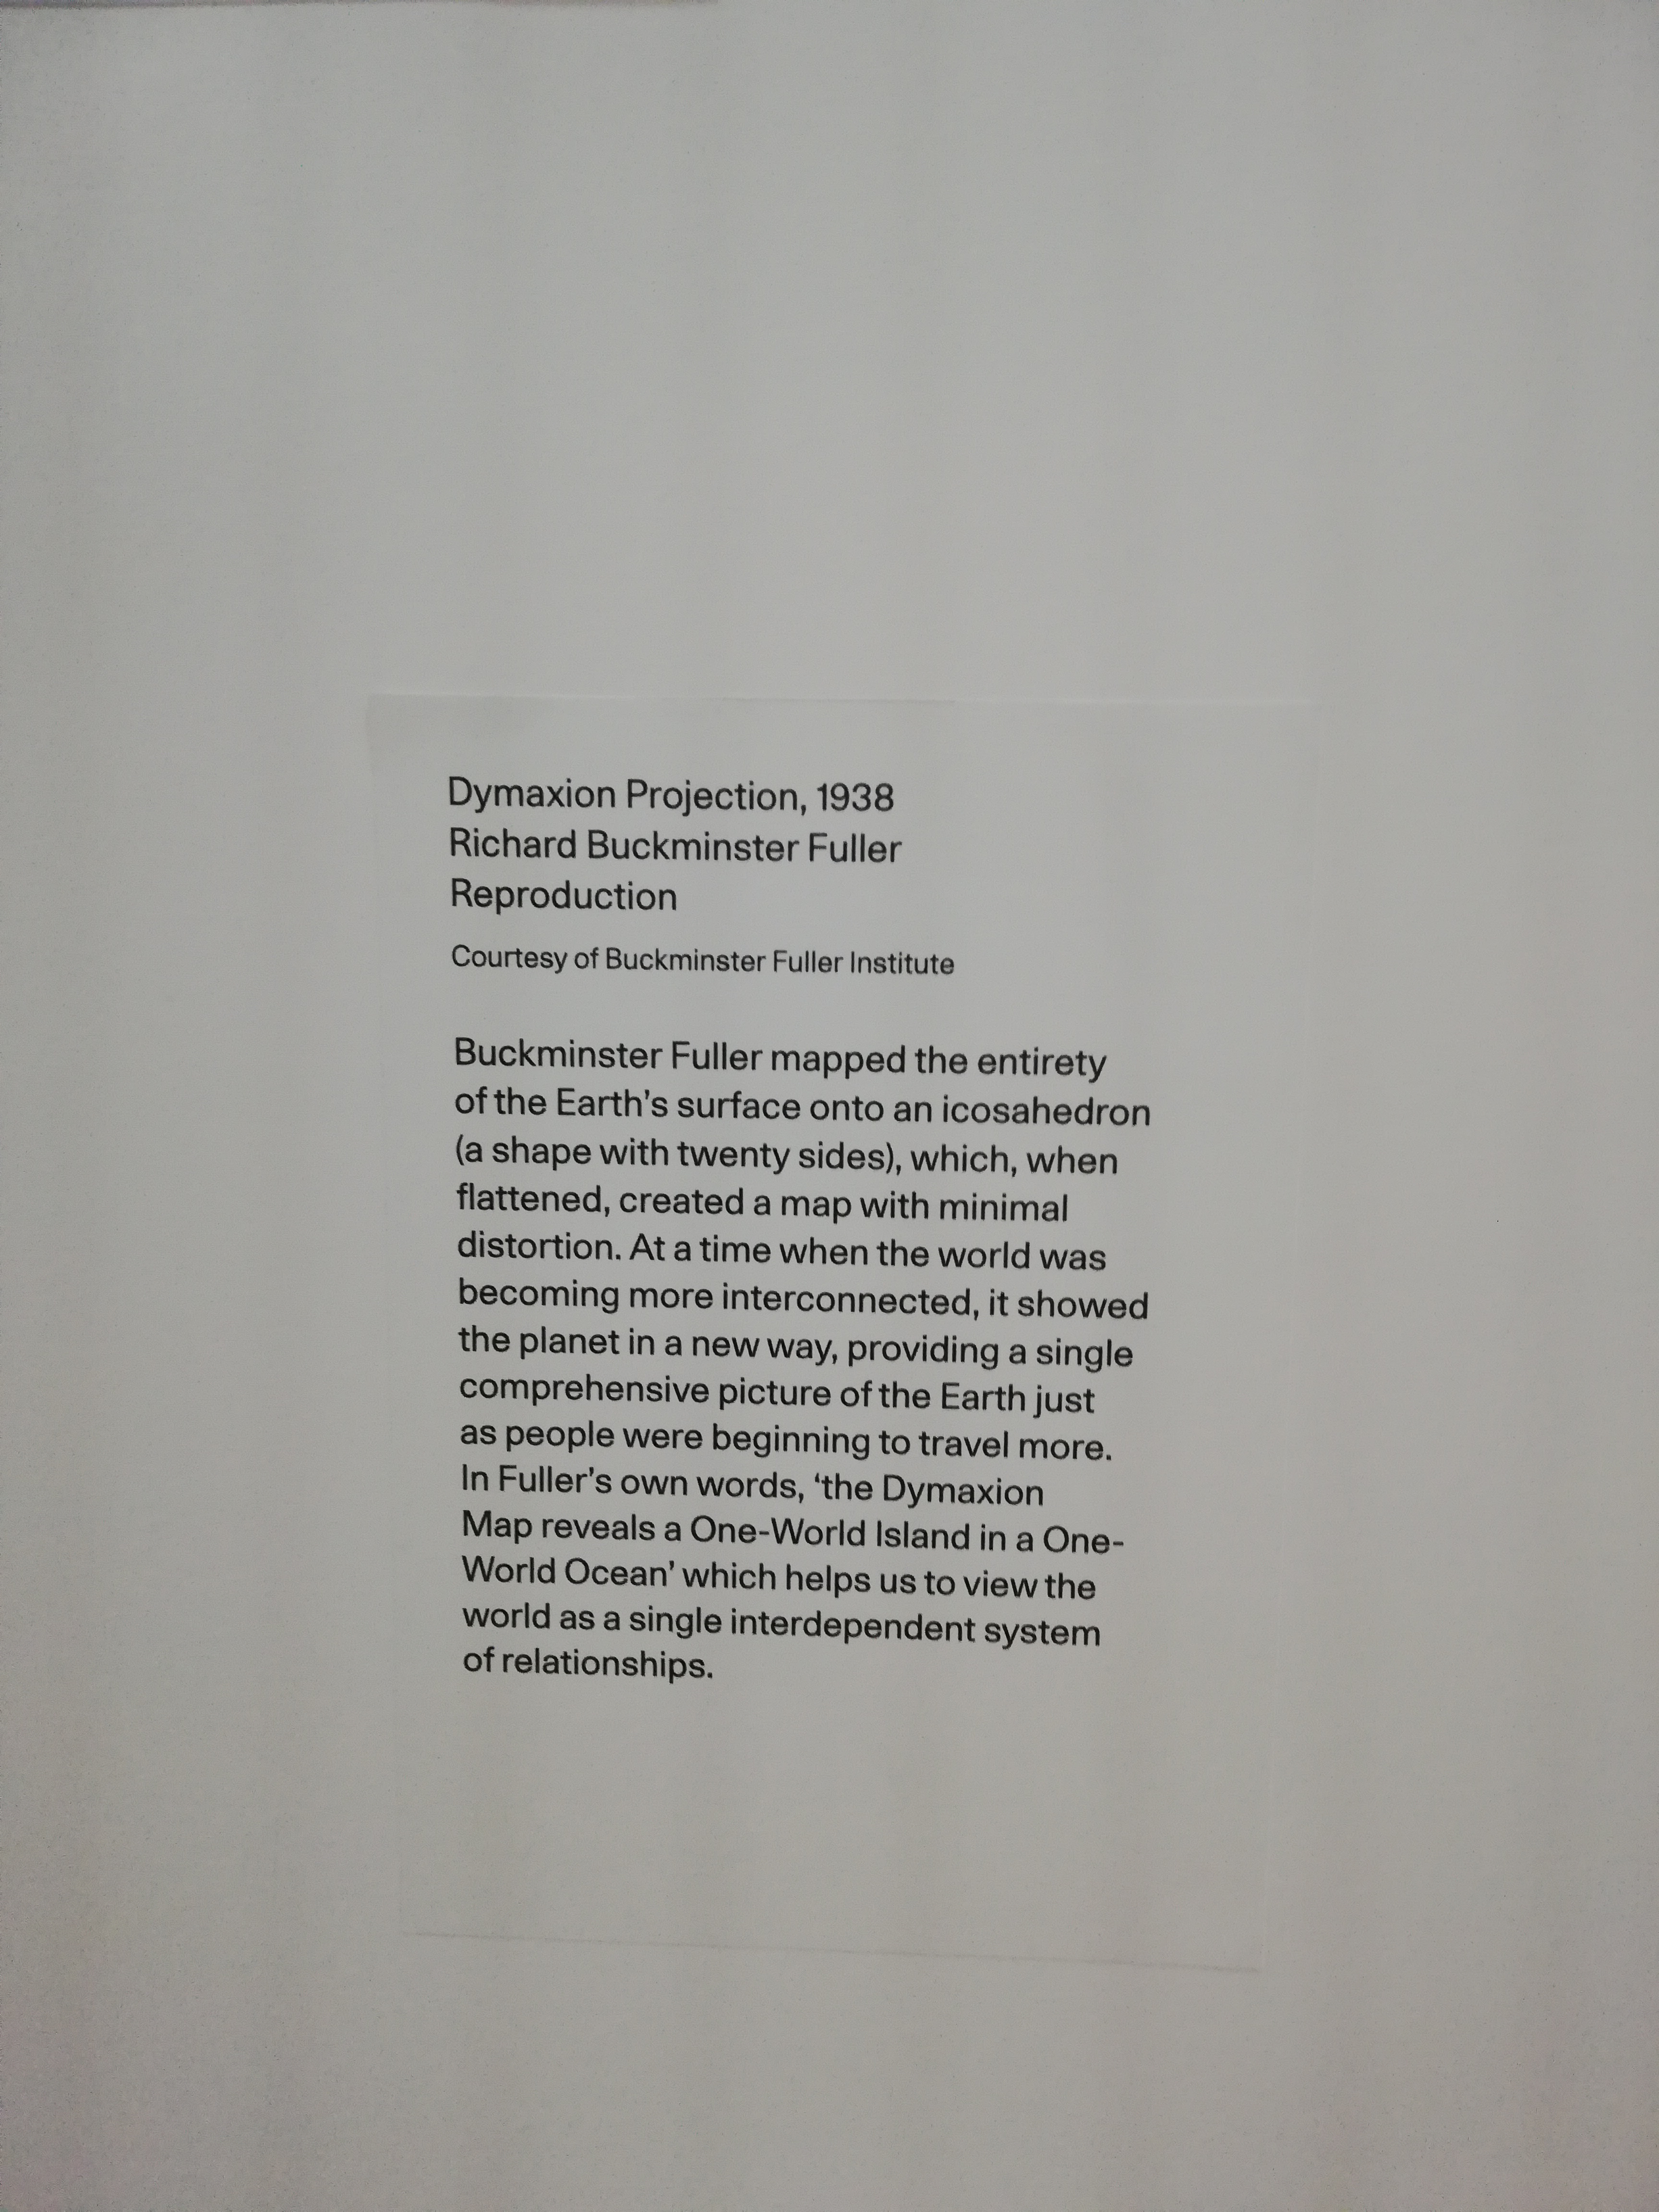 Dymaxion Projection, 1938
Richard Buckminster Fuller
Reproduction
Courtesy of Buckminster Fuller Institute
Buckminster Fuller mapped the entirety
of the Earth's surface onto an icosahedron
(a shape with twenty sides), which, when
flattened, created a map with minimal
distortion. At a time when the world was
becoming more interconnected, it showed
the planet in a new way, providing a single
comprehensive picture of the Earth just
as people were beginning to travel more.
In Fuller's own words, ‘the Dymaxion
Map reveals a One-World Island in a One-
World Ocean’ which helps us to view the
world as a single interdependent system
of relationships.